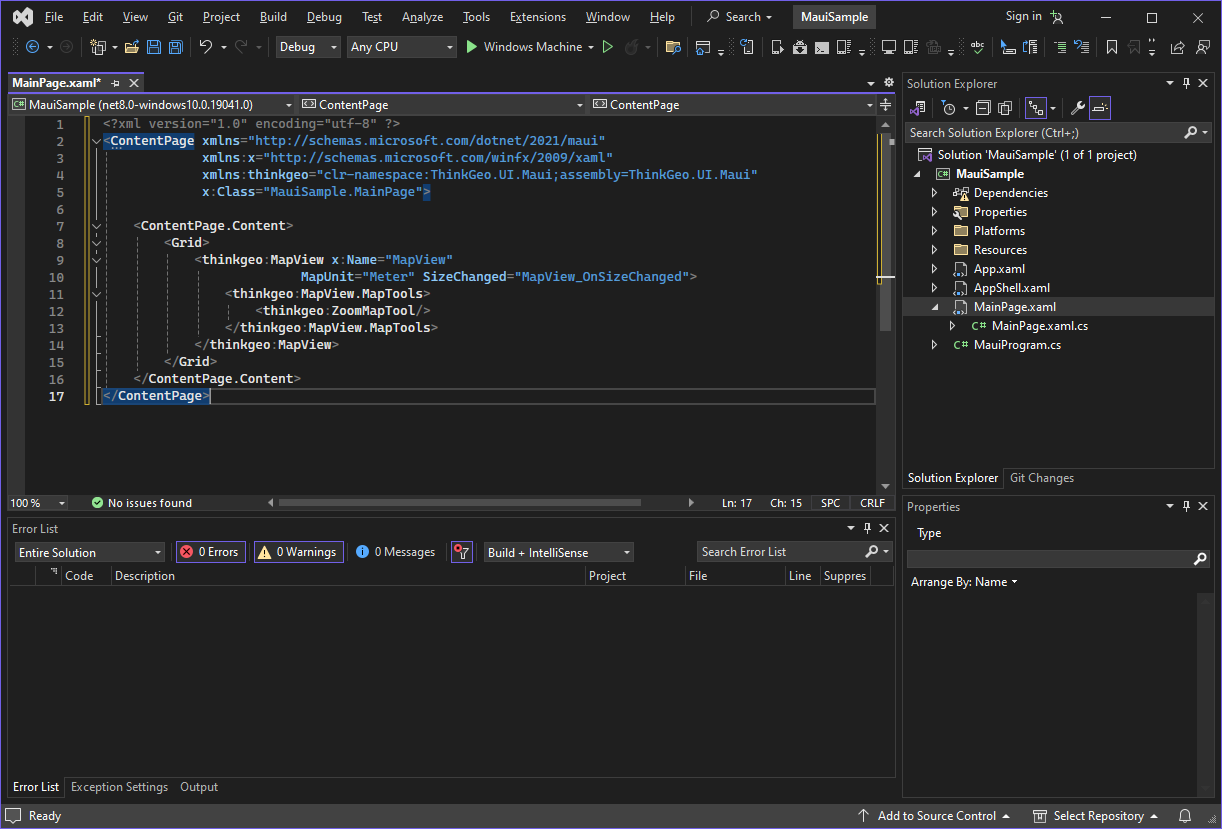 File Edit View Git Project Build Debug Test Analyze Tools Extensions Window Help Search MauiSample Sign in
Debug Any CPU Windows Machine
MainPage.xaml*
MauiSample (net8.0-windows10.0.19041.0) ContentPage ContentPage
1 <?xml version="1.0" encoding="utf-8" ?>
2 <ContentPage xmlns="http://schemas.microsoft.com/dotnet/2021/maui"
3 xmlns:x="http://schemas.microsoft.com/winfx/2009/xaml"
4 xmlns:thinkgeo="clr-namespace:ThinkGeo.UI.Maui;assembly=ThinkGeo.UI.Maui"
5 x:Class="MauiSample.MainPage">
6
7 <ContentPage.Content>
8 <Grid>
9 <thinkgeo:MapView x:Name="MapView"
10 MapUnit="Meter" SizeChanged="MapView_OnSizeChanged">
11 <thinkgeo:MapView.MapTools>
12 <thinkgeo:ZoomMapTool/>
13 </thinkgeo:MapView.MapTools>
14 </thinkgeo:MapView>
15 </Grid>
16 </ContentPage.Content>
17 </ContentPage>
100 % No issues found Ln: 17 Ch: 15 SPC CRLF
Error List
Entire Solution 0 Errors 0 Warnings 0 Messages Build + IntelliSense Search Error List
Code Description Project File Line Suppres
Error List Exception Settings Output
Solution Explorer
Search Solution Explorer (Ctrl+;)
Solution 'MauiSample' (1 of 1 project)
C# MauiSample
Dependencies
Properties
Platforms
Resources
App.xaml
AppShell.xaml
MainPage.xaml
C# MainPage.xaml.cs
C# MauiProgram.cs
Solution Explorer Git Changes
Properties
Type
Arrange By: Name
Ready Add to Source Control Select Repository